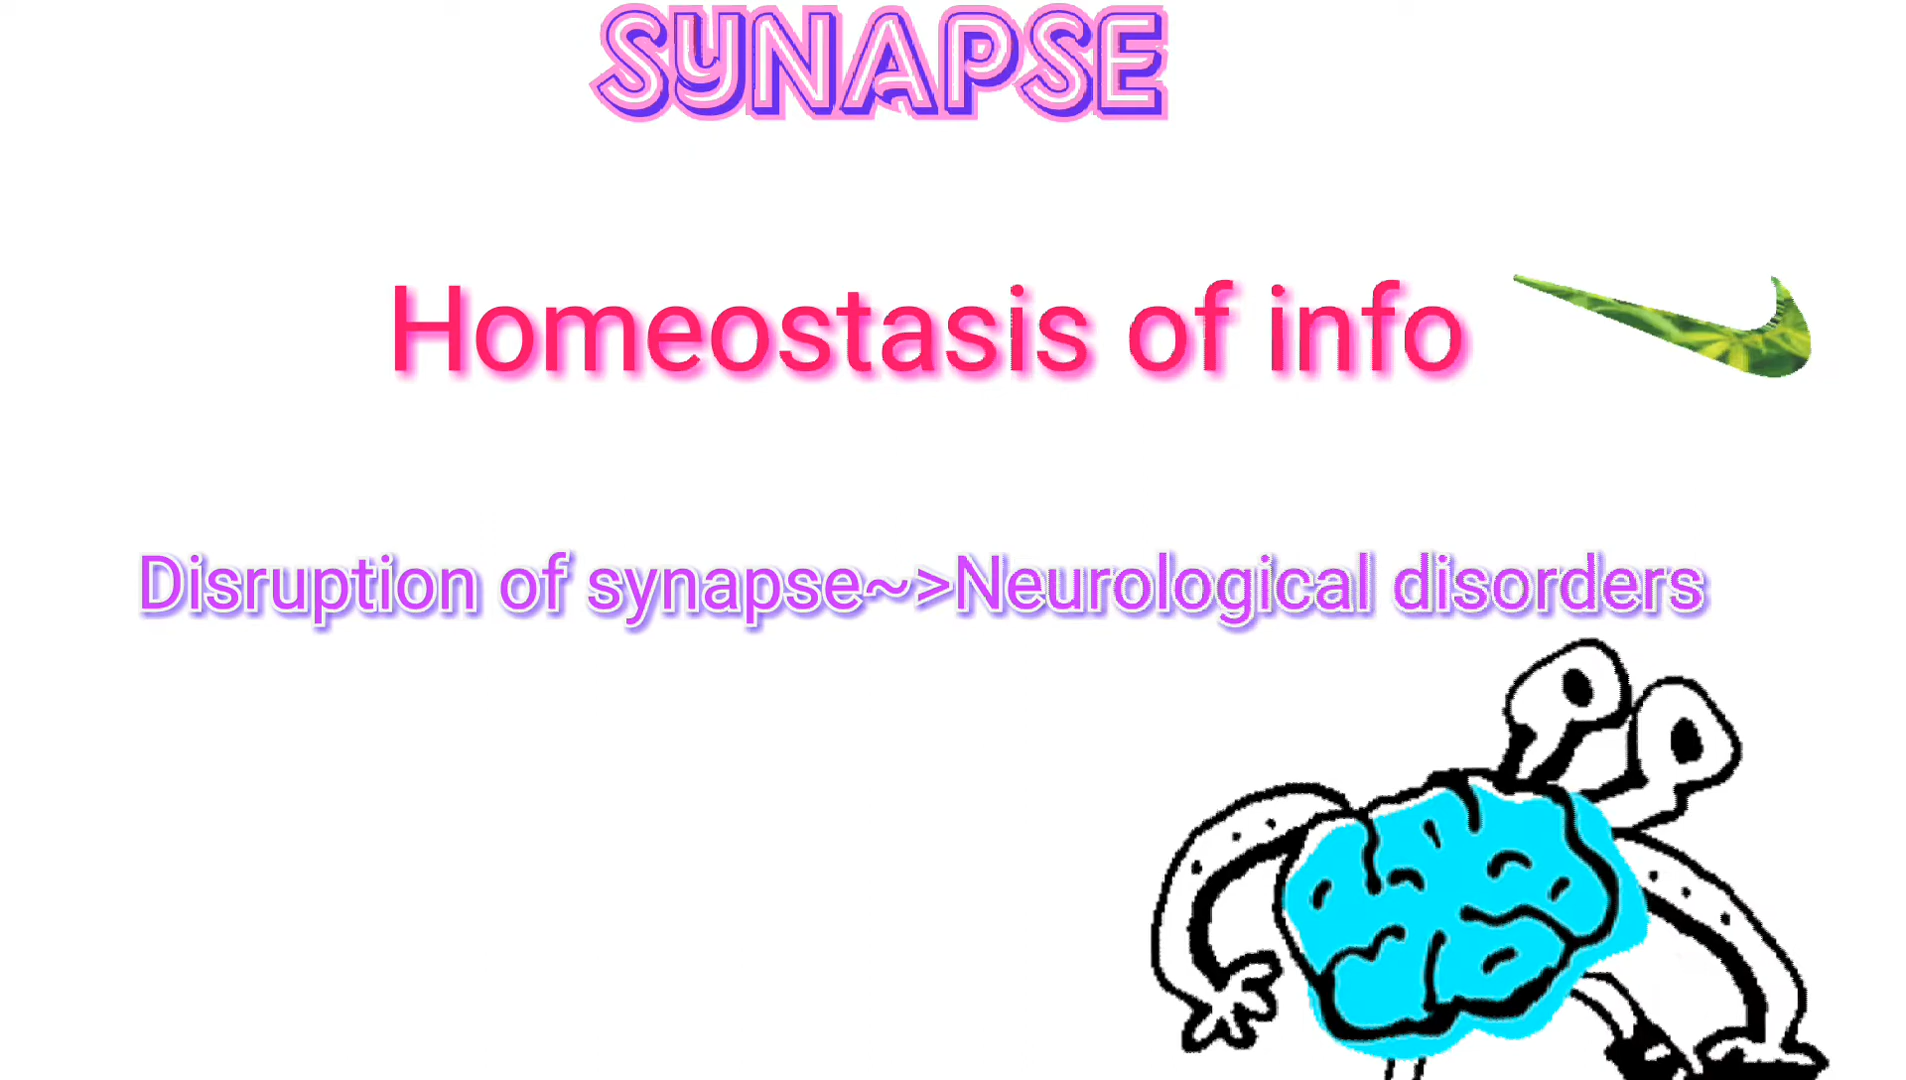 SYNAPSE
Homeostasis of info
Disruption of synapse~>Neurological disorders